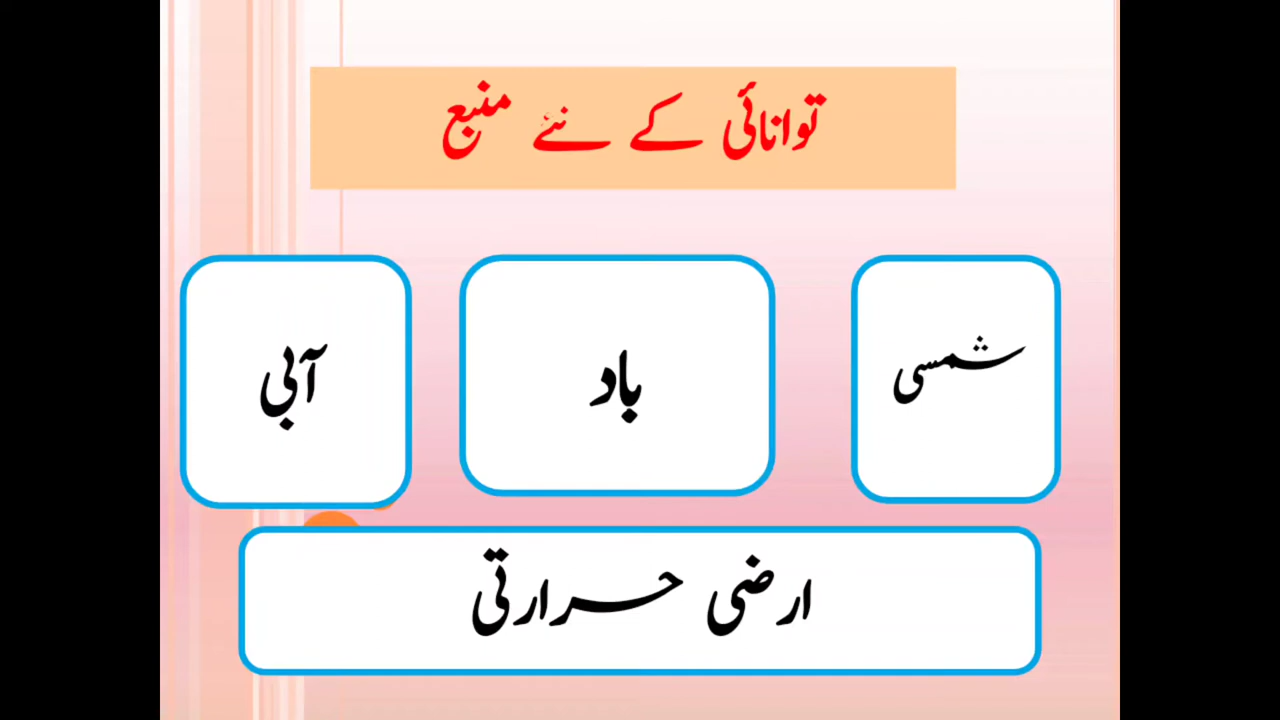 توانائی کے نئے منبع
شمسی
باد
آبی
ارضی حرارتی